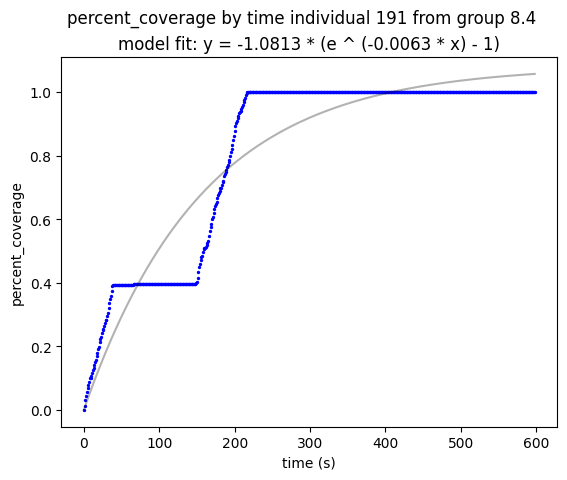 percent_coverage by time individual 191 from group 8.4
model fit: y = -1.0813 * (e ^ (-0.0063 * x) - 1)
1.0
0.8
0.6
0.4
0.2
0.0
percent_coverage
0 100 200 300 400 500 600
time (s)